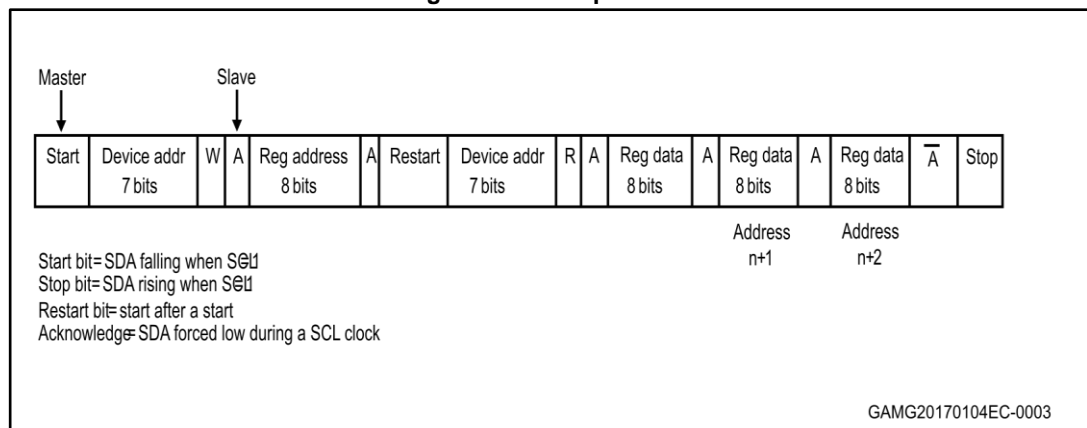 Master Slave
Start Device addr W A Reg address A Restart Device addr R A Reg data A Reg data A Reg data A Stop
7 bits 8 bits 7 bits 8 bits 8 bits 8 bits
Address Address
n+1 n+2
Start bit= SDA falling when
Stop bit= SDA rising when
Restart bit= start after a start
Acknowledge= SDA forced low during a SCL clock
GAMG20170104EC-0003